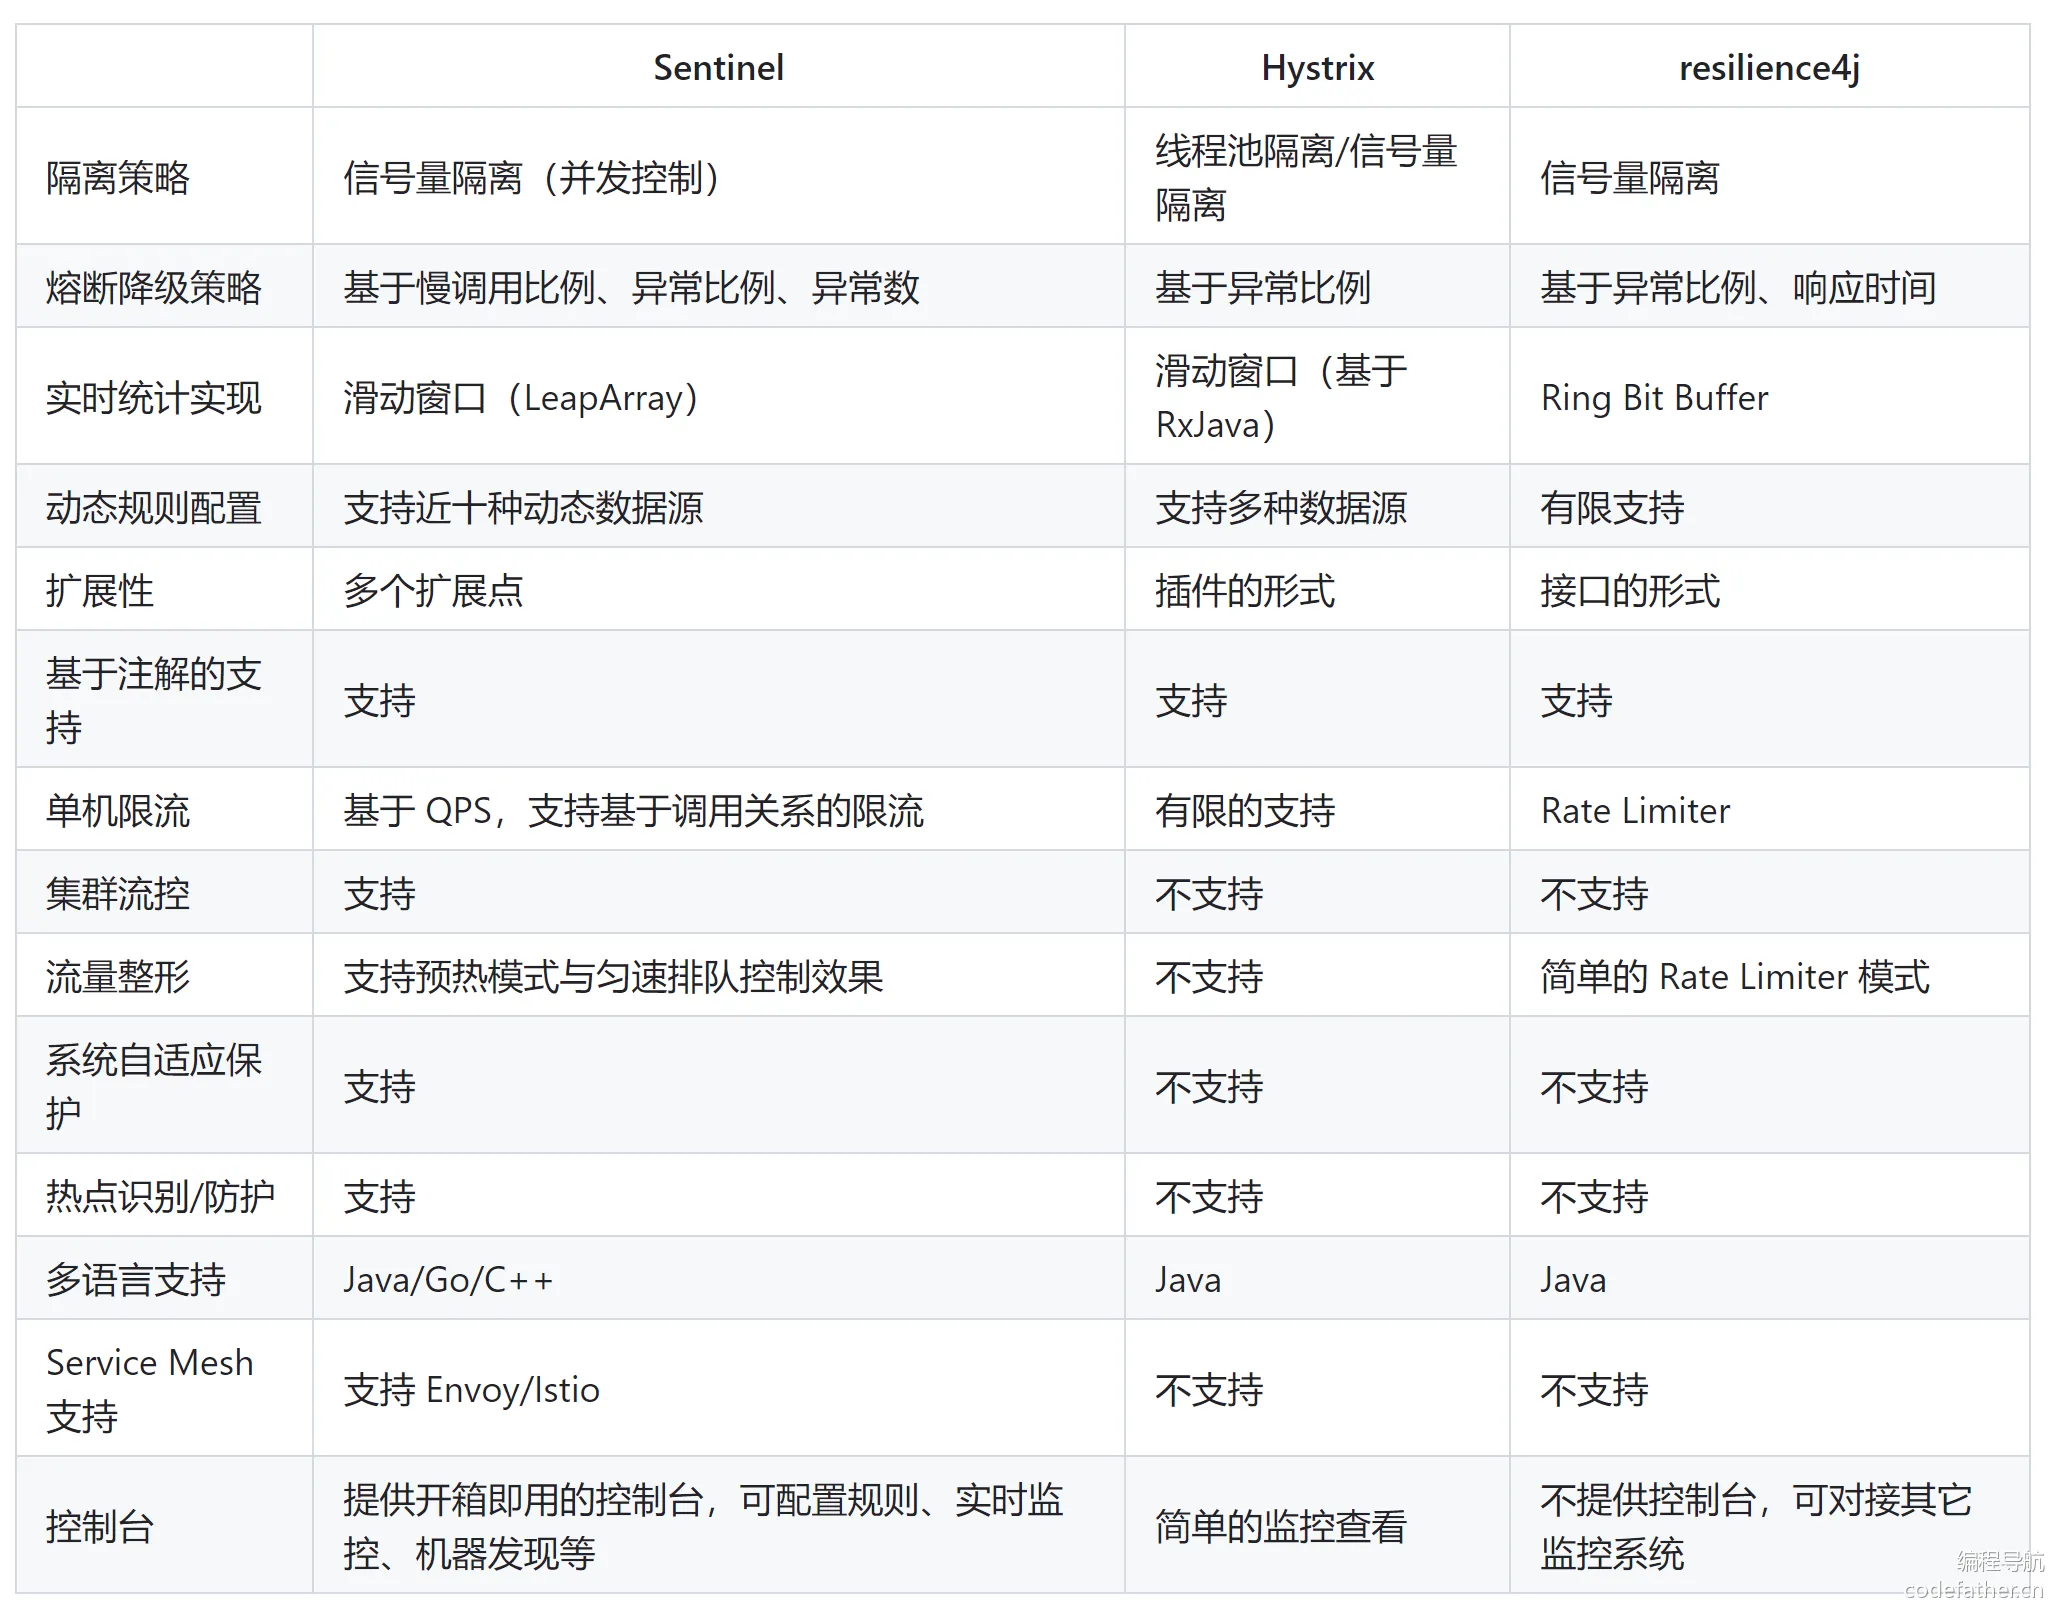 Sentinel Hystrix resilience4j
隔离策略 信号量隔离（并发控制） 线程池隔离/信号量
隔离 信号量隔离
熔断降级策略 基于慢调用比例、异常比例、异常数 基于异常比例 基于异常比例、响应时间
实时统计实现 滑动窗口（LeapArray） 滑动窗口（基于
RxJava） Ring Bit Buffer
动态规则配置 支持近十种动态数据源 支持多种数据源 有限支持
扩展性 多个扩展点 插件的形式 接口的形式
基于注解的支
持 支持 支持 支持
单机限流 基于 QPS，支持基于调用关系的限流 有限的支持 Rate Limiter
集群流控 支持 不支持 不支持
流量整形 支持预热模式与匀速排队控制效果 不支持 简单的 Rate Limiter 模式
系统自适应保
护 支持 不支持 不支持
热点识别/防护 支持 不支持 不支持
多语言支持 Java/Go/C++ Java Java
Service Mesh
支持 支持 Envoy/Istio 不支持 不支持
控制台 提供开箱即用的控制台，可配置规则、实时监
控、机器发现等 简单的监控查看 不提供控制台，可对接其它
监控系统
编程导航
codefather.cn